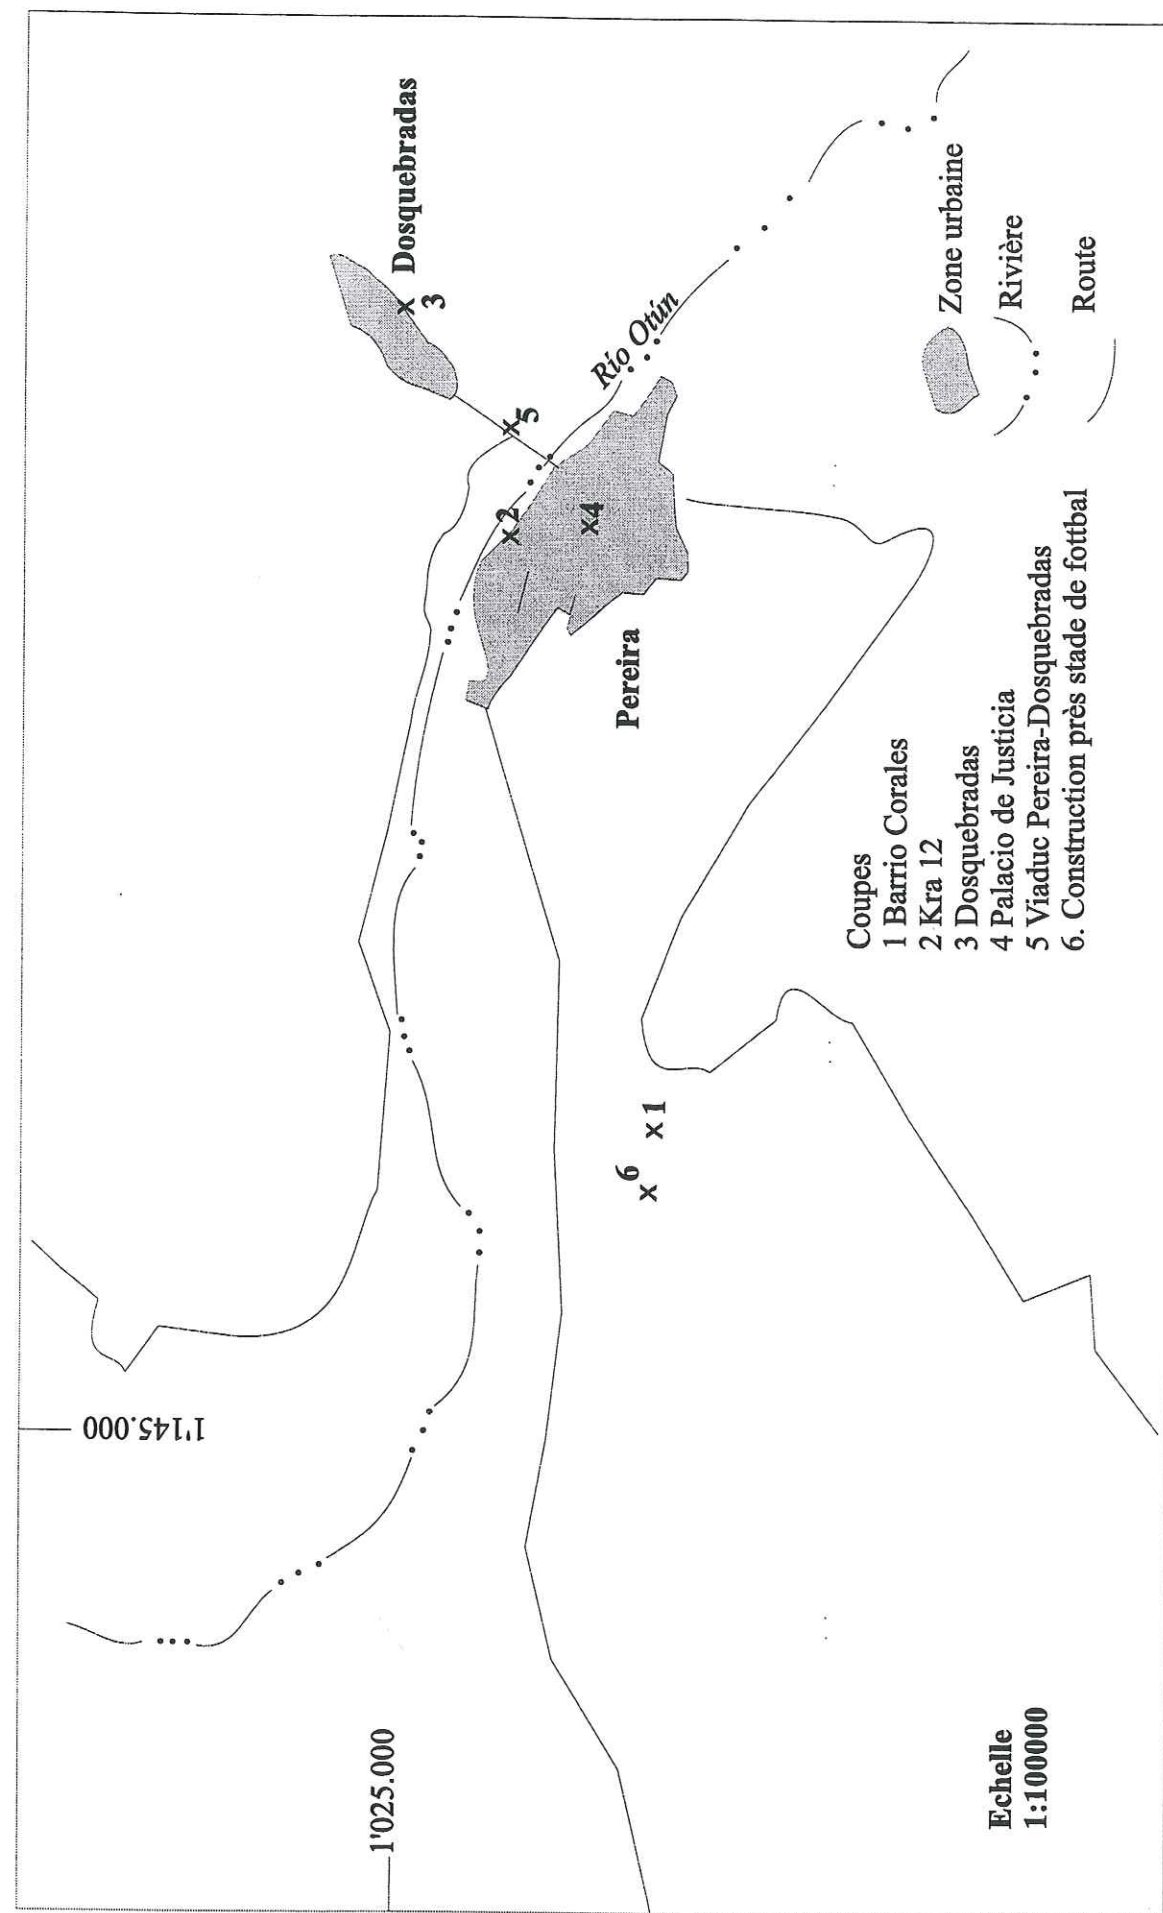 1'145.000
Dosquebradas
3
5
Río Otún
2
4
Pereira
1
6
1'025.000
Coupes
1 Barrio Corales
2 Kra 12
3 Dosquebradas
4 Palacio de Justicia
5 Viaduc Pereira-Dosquebradas
6. Construction près stade de fottbal
Zone urbaine
Rivière
Route
Echelle
1:100000